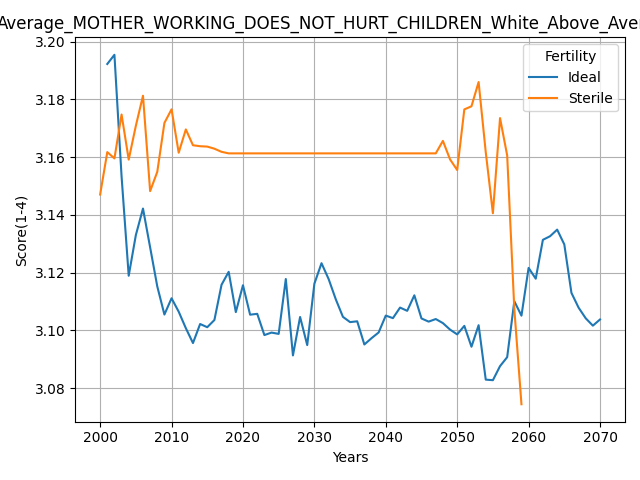 Average_MOTHER_WORKING_DOES_NOT_HURT_CHILDREN_White_Above_Aver
3.20
3.18
3.16
3.14
3.12
3.10
3.08
Score(1-4)
Fertility
Ideal
Sterile
2000 2010 2020 2030 2040 2050 2060 2070
Years